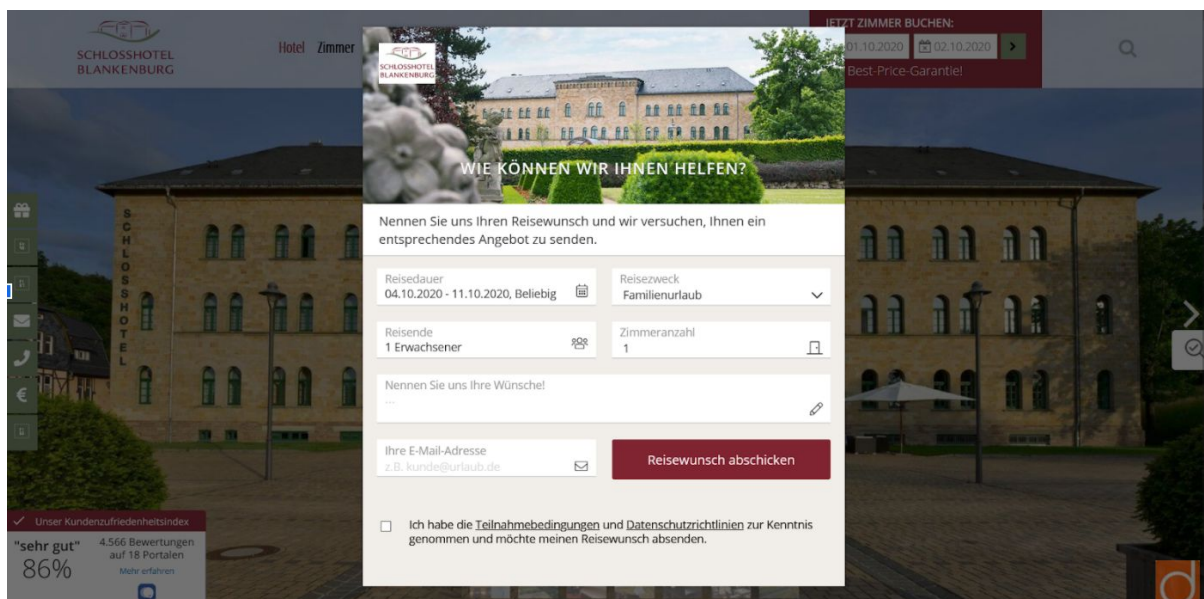 SCHLOSSHOTEL
BLANKENBURG
Hotel Zimmer
JETZT ZIMMER BUCHEN:
01.10.2020 02.10.2020
Best-Price-Garantie!
SCHLOSSHOTEL
BLANKENBURG
WIE KÖNNEN WIR IHNEN HELFEN?
SCHLOSSHOTEL
Nennen Sie uns Ihren Reisewunsch und wir versuchen, Ihnen ein
entsprechendes Angebot zu senden.
Reisedauer
04.10.2020 - 11.10.2020, Beliebig
Reisezweck
Familienurlaub
Reisende
1 Erwachsener
Zimmeranzahl
1
Nennen Sie uns Ihre Wünsche!
...
Ihre E-Mail-Adresse
z.B. kunde@urlaub.de
Reisewunsch abschicken
Ich habe die Teilnahmebedingungen und Datenschutzrichtlinien zur Kenntnis
genommen und möchte meinen Reisewunsch absenden.
€
Unser Kundenzufriedenheitsindex
"sehr gut"
86%
4.566 Bewertungen
auf 18 Portalen
Mehr erfahren